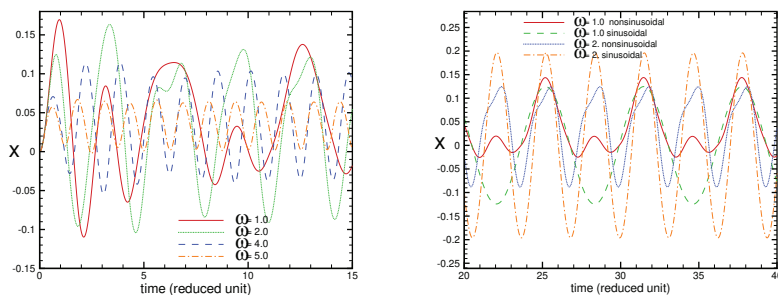 0.15
0.1
0.05
0
0.05
0.1
0.15
X
0
5
10
15
time (reduced unit)
ω= 1.0
ω= 2.0
ω= 4.0
ω= 5.0
0.25
0.2
0.15
0.1
0.05
0
-0.05
-0.1
-0.15
-0.2
-0.25
X
20
25
30
35
40
time (reduced unit)
ω= 1.0 nonsinusoidal
ω= 1.0 sinusoidal
ω= 2. nonsinusoidal
ω= 2. sinusoidal